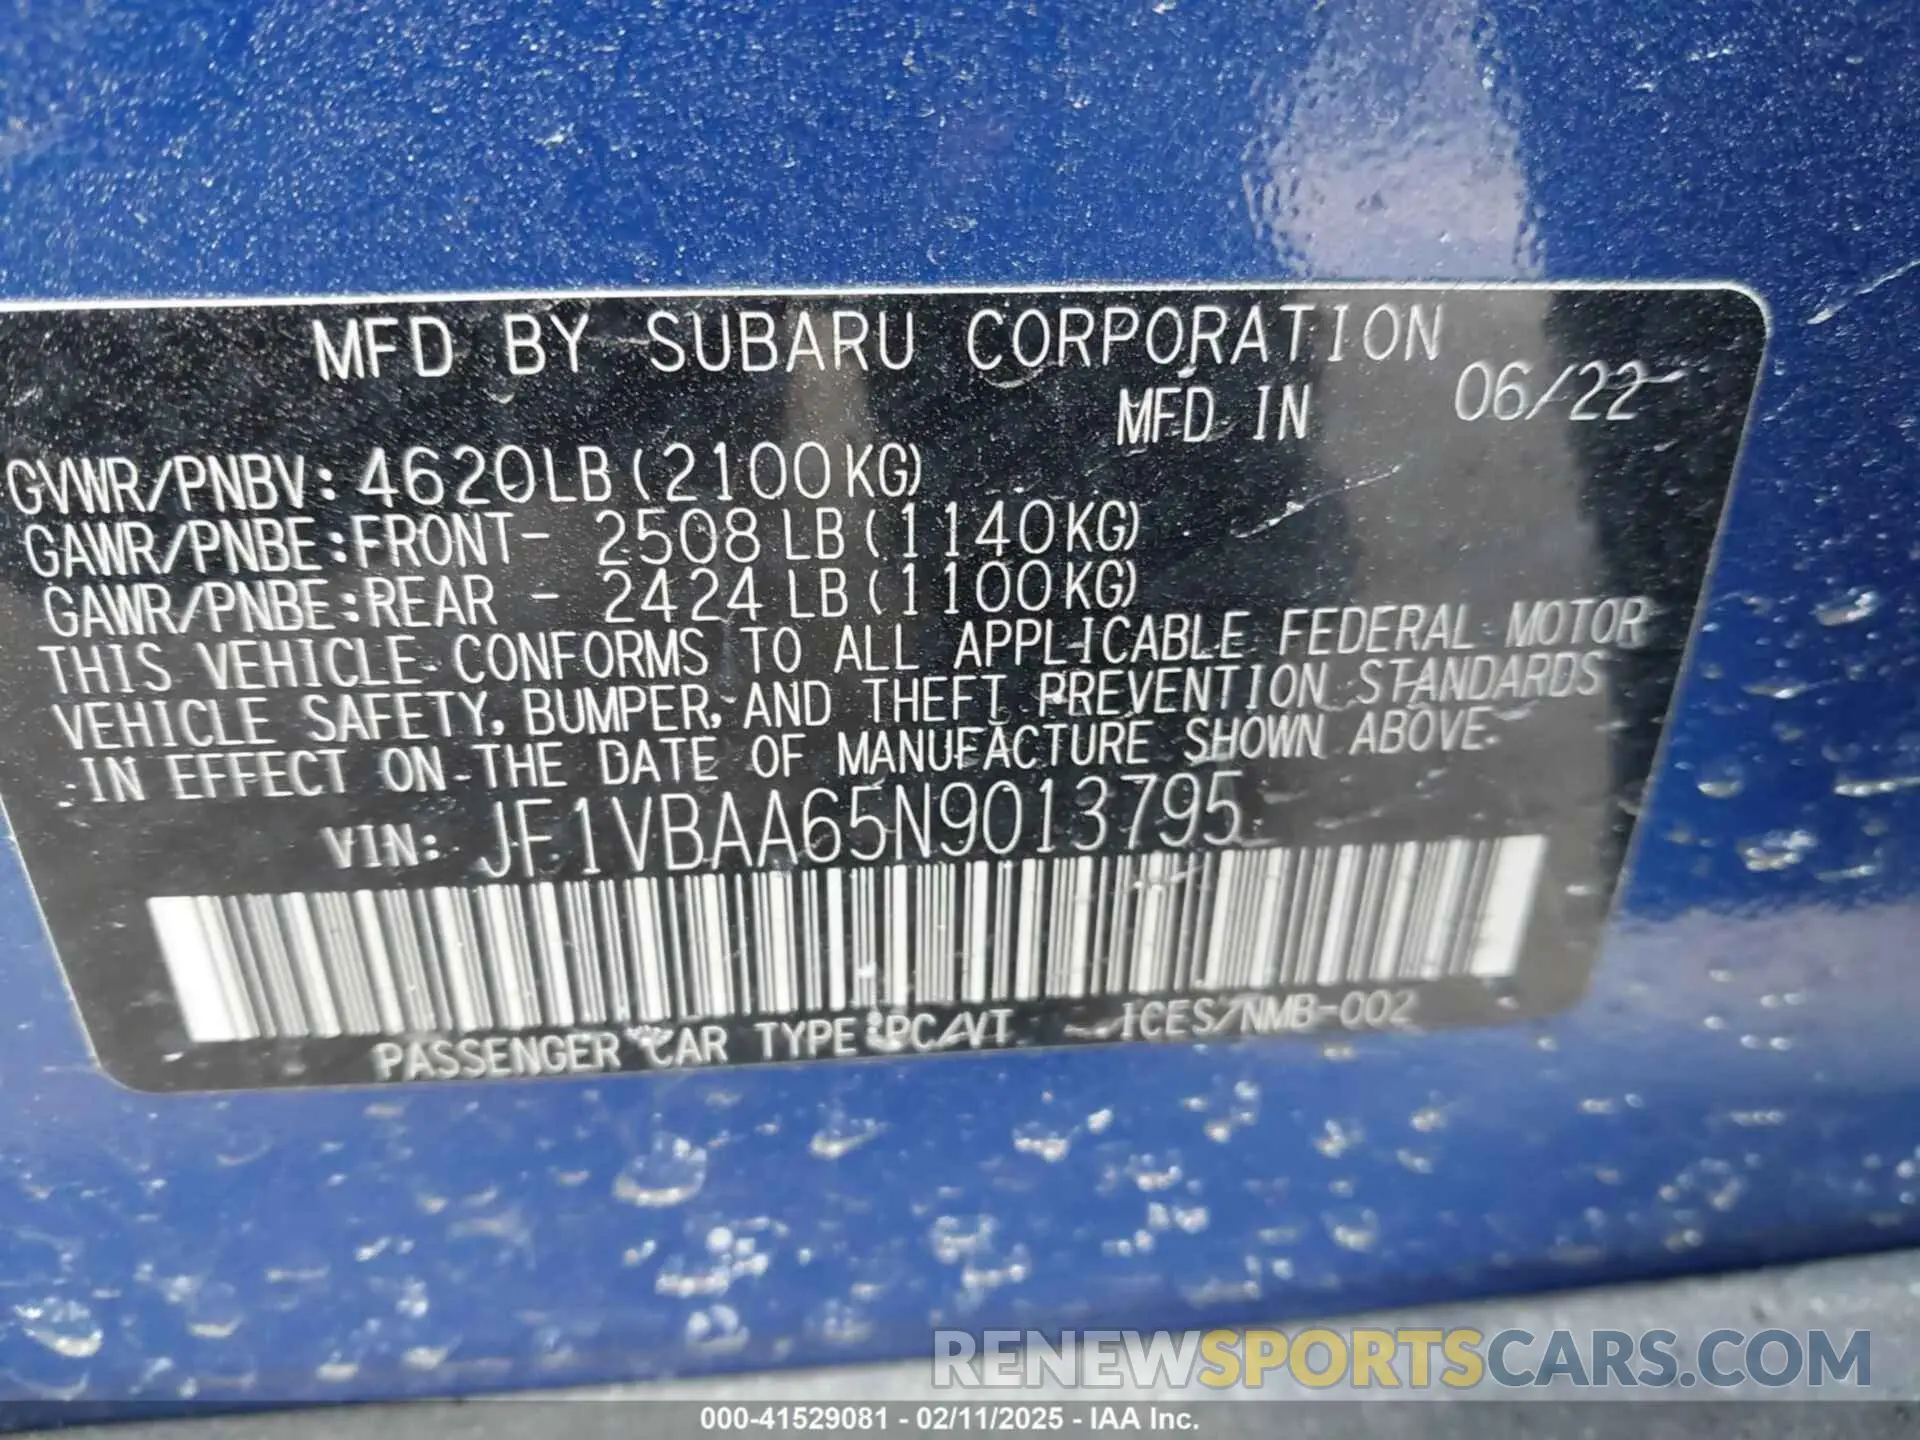 MFD BY SUBARU CORPORATION
MFD IN 06/22
GVWR/PNBV:4620LB(2100KG)
GAWR/PNBE:FRONT- 2508LB(1140KG)
GAWR/PNBE:REAR - 2424LB(1100KG)
THIS VEHICLE CONFORMS TO ALL APPLICABLE FEDERAL MOTOR
VEHICLE SAFETY, BUMPER, AND THEFT PREVENTION STANDARDS
IN EFFECT ON THE DATE OF MANUFACTURE SHOWN ABOVE.
VIN: JF1VBAA65N9013795
PASSENGER CAR TYPE:PC/VT ICES/NMB-002
RENEWSPORTSCARS.COM
000-41529081 - 02/11/2025 - IAA Inc.